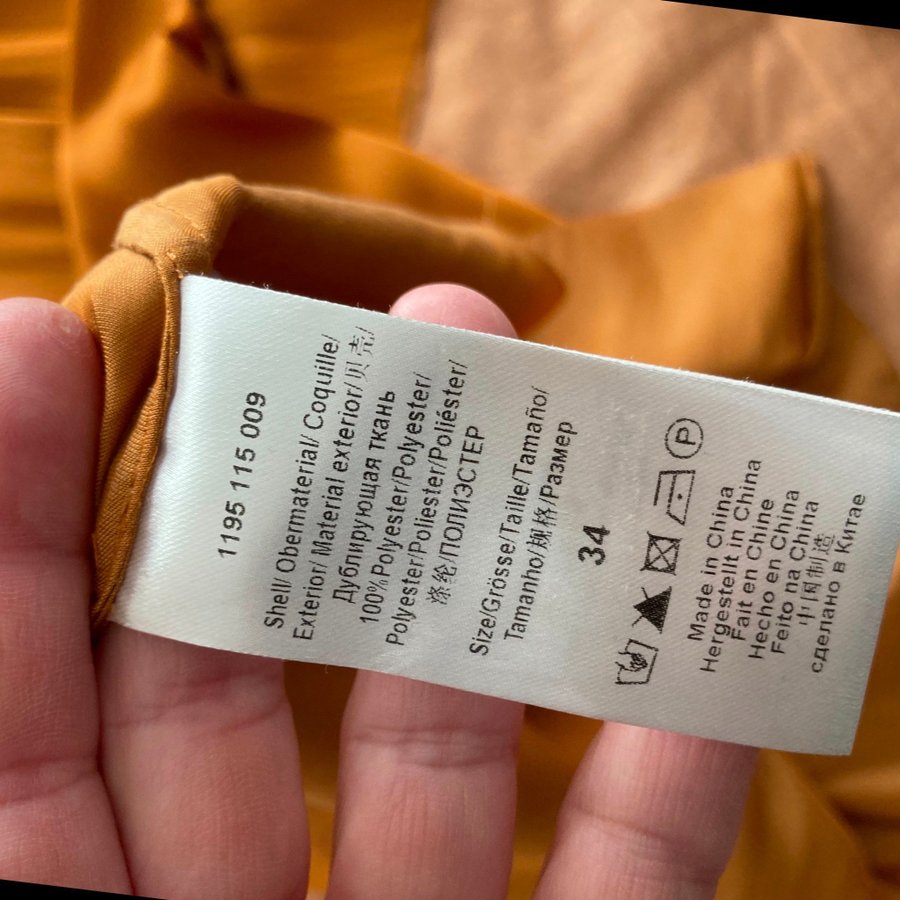 1195 115 009
Shell/ Obermaterial/ Coquille/
Exterior/ Material exterior/贝壳/
Дублирующая ткань
100%Polyester/Polyester/
Polyester/Poliester/Poliéster/
涤纶/ПОЛИЭСТЕР
Size/Grösse/Taille/Tamaño/
Tamanho/规格/Размер
34
P
Made in China
Hergestellt in China
Fait en Chine
Hecho en China
Feito na China
中国制造
сделано в Китае